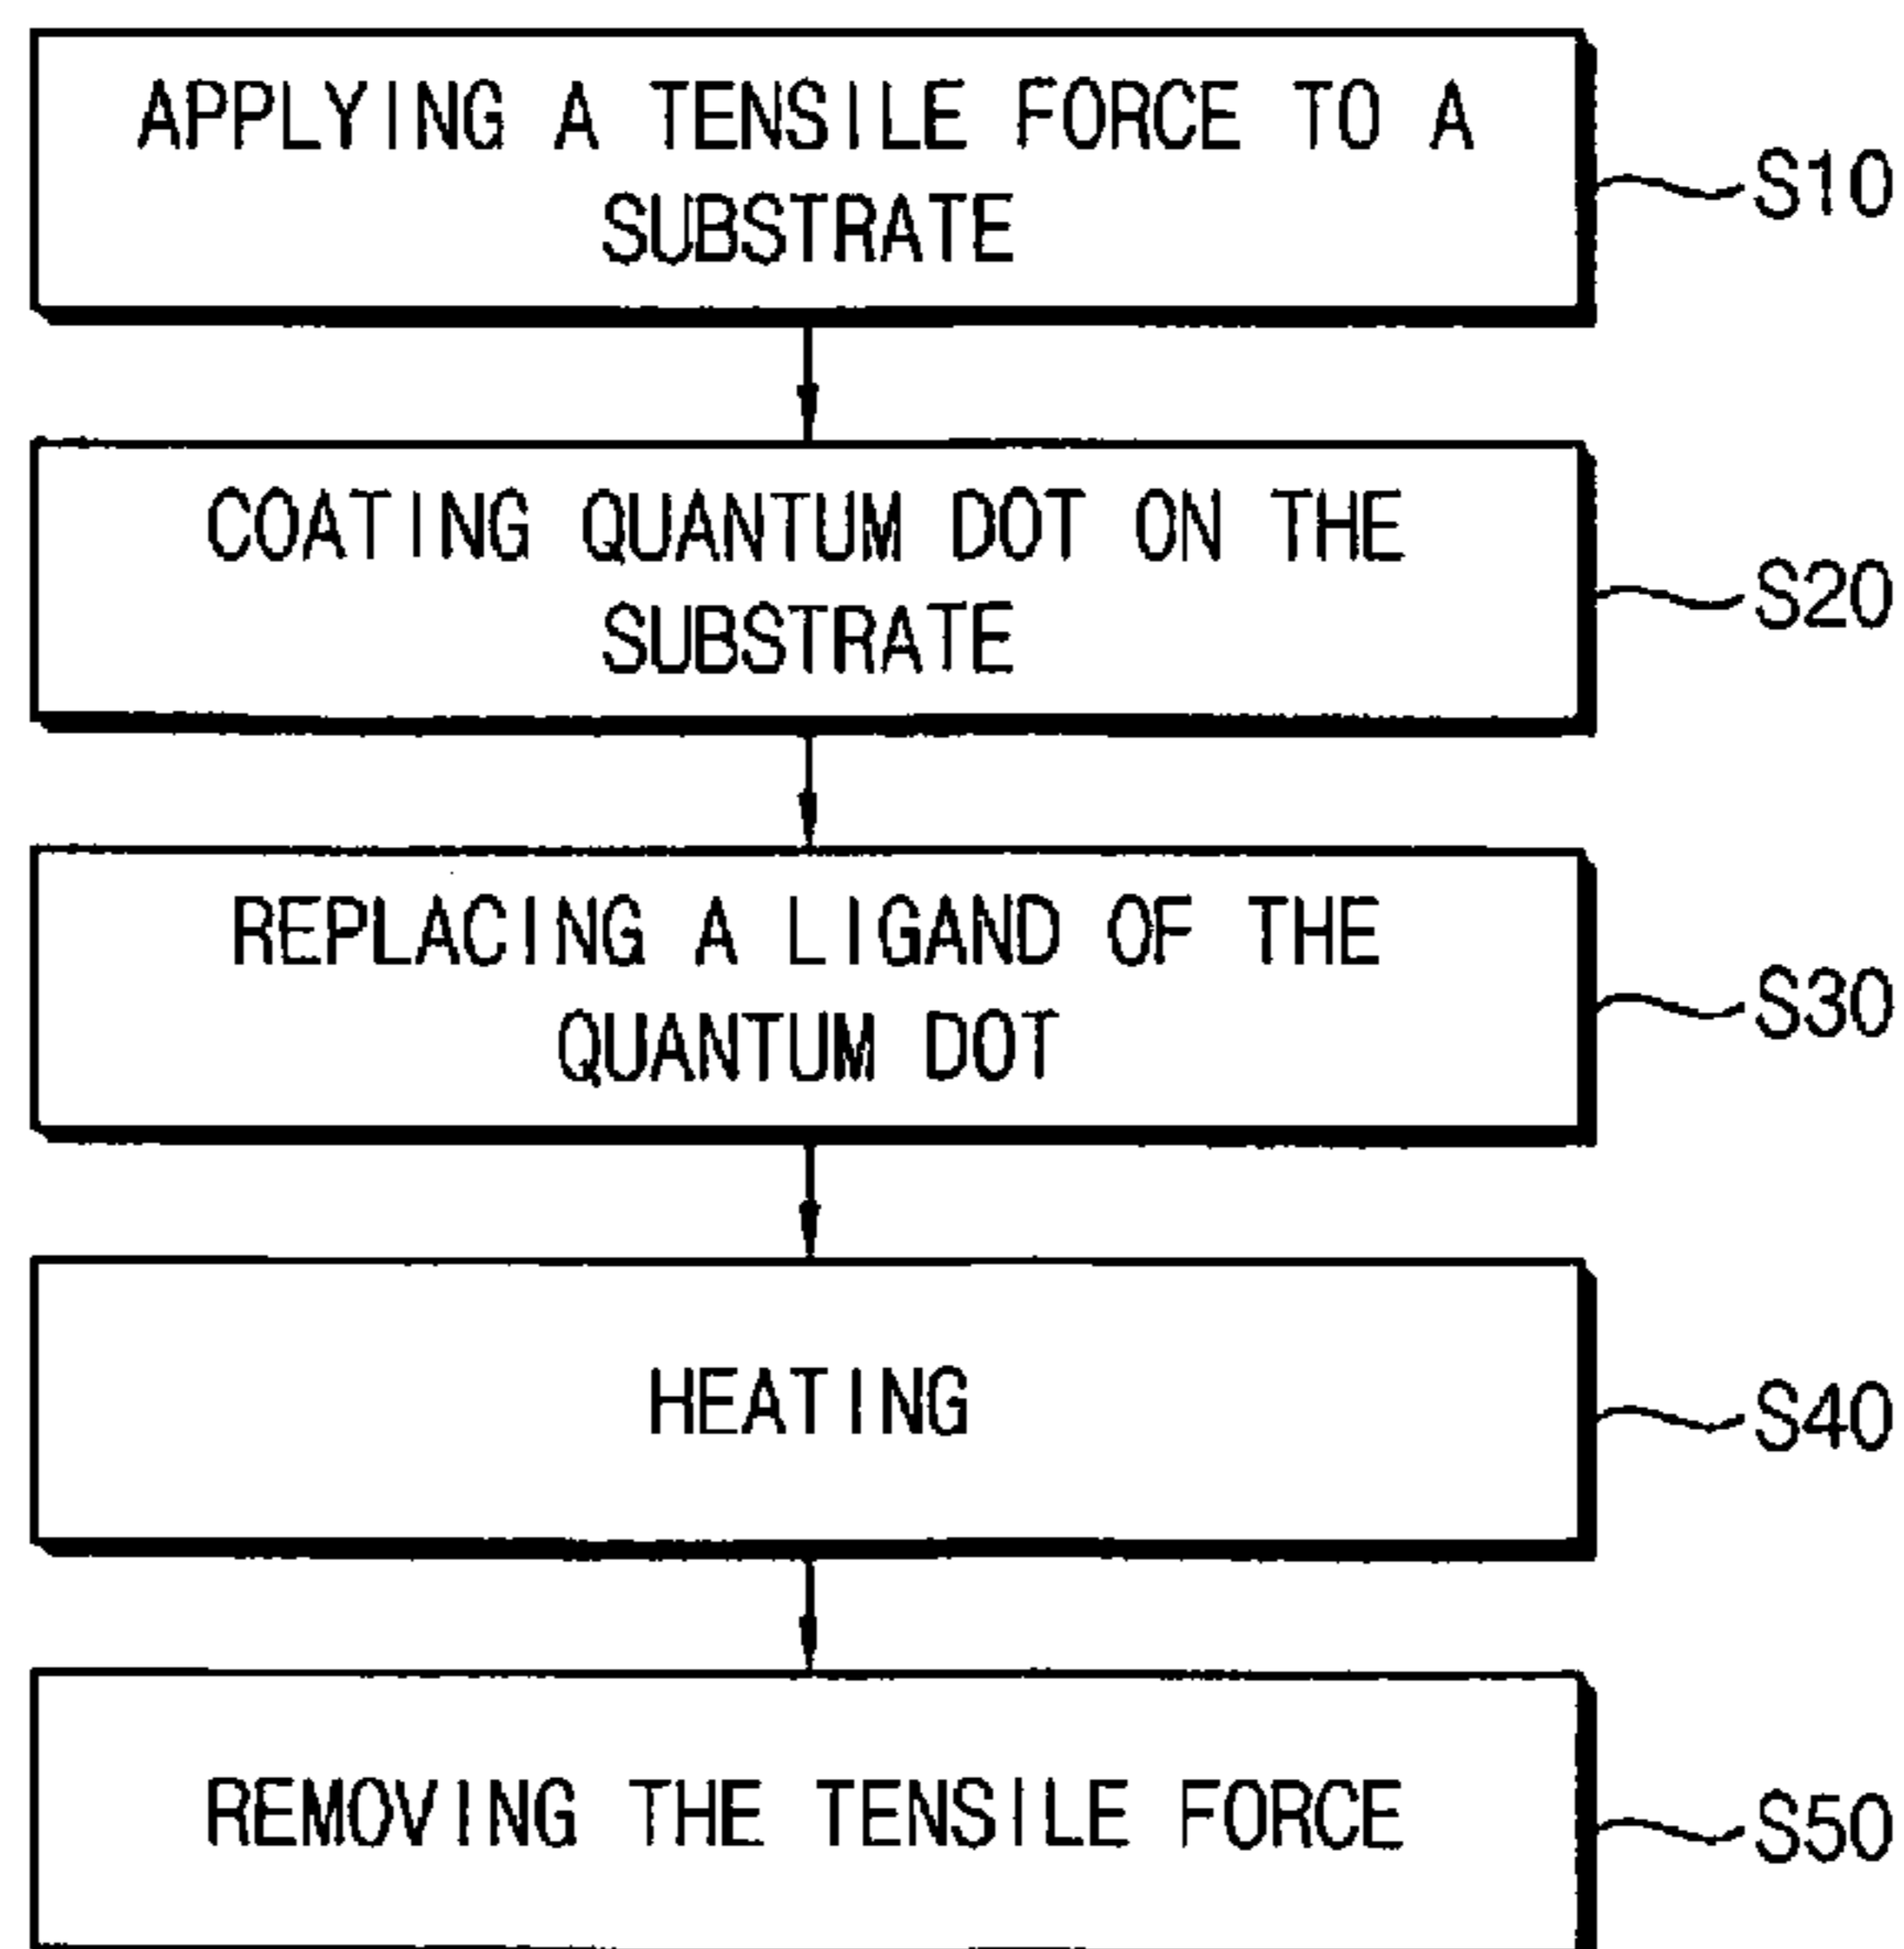 APPLYING A TENSILE FORCE TO A
SUBSTRATE
S10
COATING QUANTUM DOT ON THE
SUBSTRATE
S20
REPLACING A LIGAND OF THE
QUANTUM DOT
S30
HEATING
S40
REMOVING THE TENSILE FORCE
S50